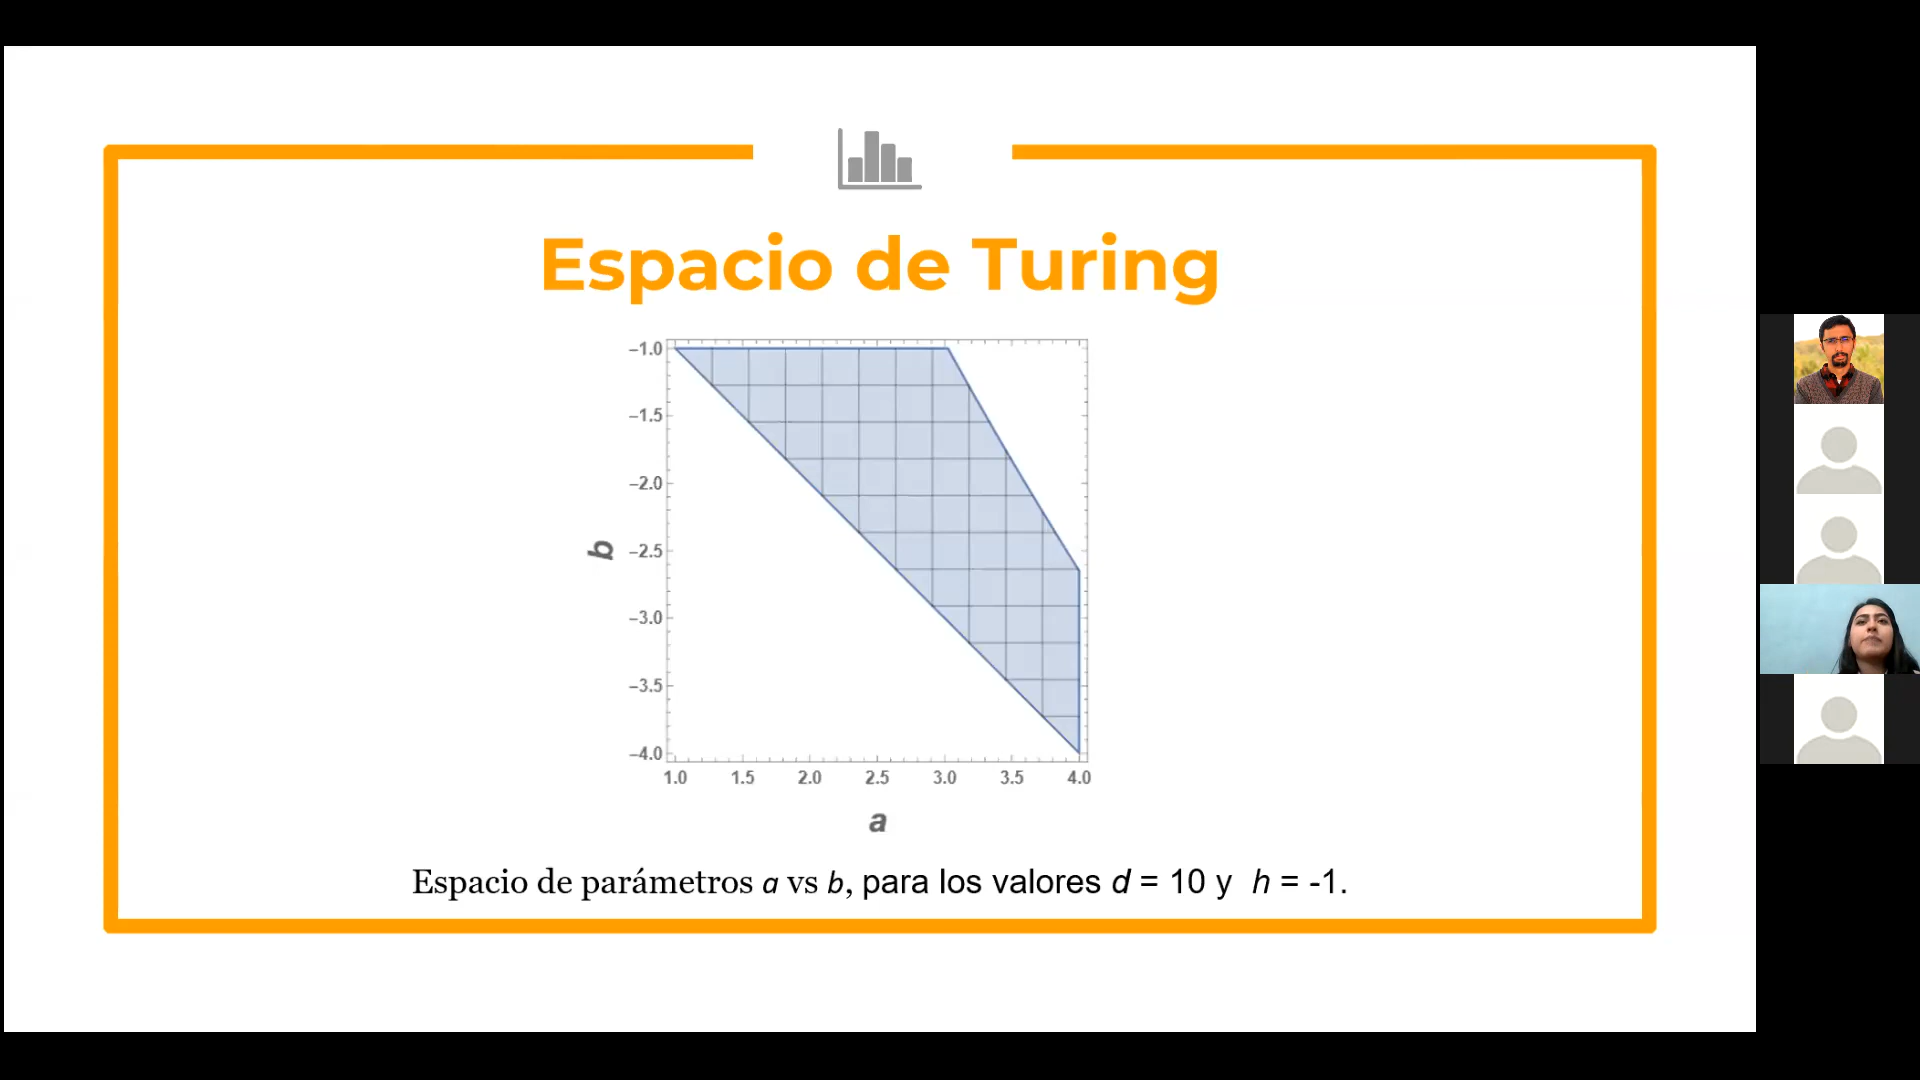 Espacio de Turing
−1.0
−1.5
−2.0
−2.5
−3.0
−3.5
−4.0
b
1.0 1.5 2.0 2.5 3.0 3.5 4.0
a
Espacio de parámetros a vs b, para los valores d = 10 y h = -1.